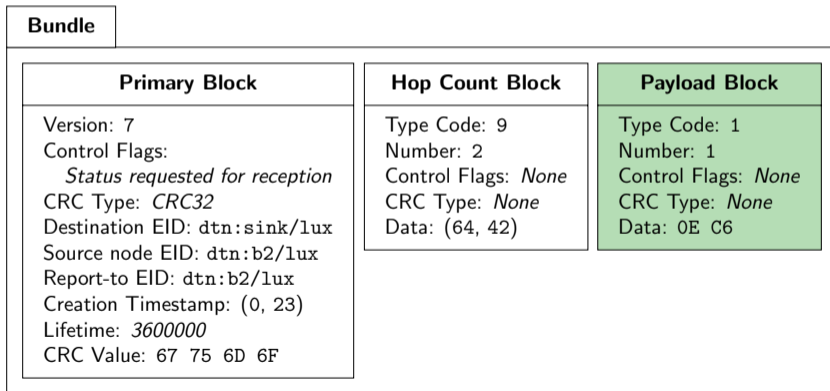 Bundle
Primary Block
Version: 7
Control Flags:
Status requested for reception
CRC Type: CRC32
Destination EID: dtn:sink/lux
Source node EID: dtn:b2/lux
Report-to EID: dtn:b2/lux
Creation Timestamp: (0, 23)
Lifetime: 3600000
CRC Value: 67 75 6D 6F
Hop Count Block
Type Code: 9
Number: 2
Control Flags: None
CRC Type: None
Data: (64, 42)
Payload Block
Type Code: 1
Number: 1
Control Flags: None
CRC Type: None
Data: 0E C6